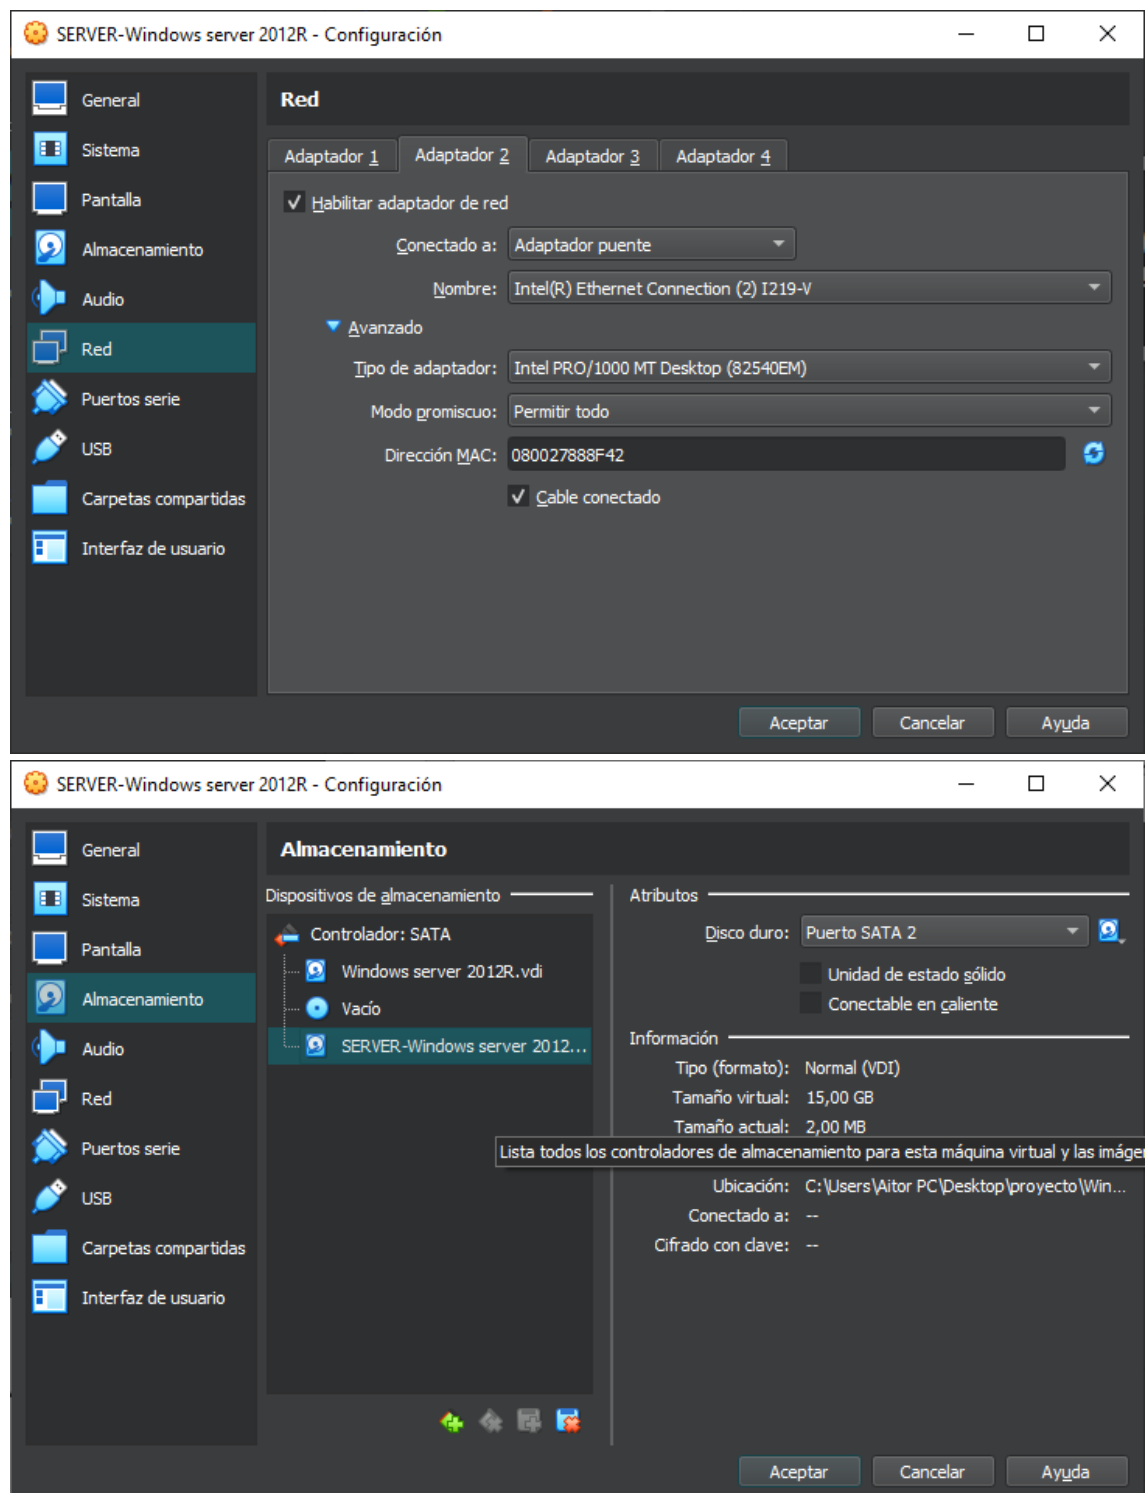 SERVER-Windows server 2012R - Configuración
General
Sistema
Pantalla
Almacenamiento
Audio
Red
Puertos serie
USB
Carpetas compartidas
Interfaz de usuario
Red
Adaptador 1 Adaptador 2 Adaptador 3 Adaptador 4
Habilitar adaptador de red
Conectado a: Adaptador puente
Nombre: Intel(R) Ethernet Connection (2) I219-V
Avanzado
Tipo de adaptador: Intel PRO/1000 MT Desktop (82540EM)
Modo promiscuo: Permitir todo
Dirección MAC: 080027888F42
Cable conectado
Aceptar Cancelar Ayuda
SERVER-Windows server 2012R - Configuración
General
Sistema
Pantalla
Almacenamiento
Audio
Red
Puertos serie
USB
Carpetas compartidas
Interfaz de usuario
Almacenamiento
Dispositivos de almacenamiento
Controlador: SATA
Windows server 2012R.vdi
Vacío
SERVER-Windows server 2012...
Atributos
Disco duro: Puerto SATA 2
Unidad de estado sólido
Conectable en caliente
Información
Tipo (formato): Normal (VDI)
Tamaño virtual: 15,00 GB
Tamaño actual: 2,00 MB
Lista todos los controladores de almacenamiento para esta máquina virtual y las imáge
Ubicación: C:\Users\Aitor PC\Desktop\proyecto\Win...
Conectado a: --
Cifrado con clave: --
Aceptar Cancelar Ayuda